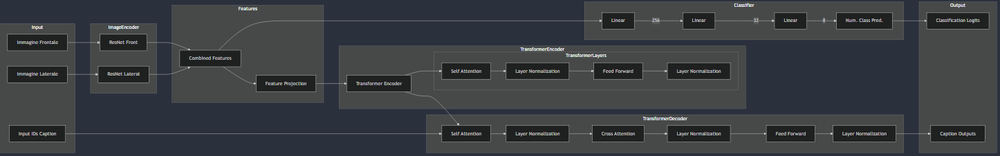 Input
Immagine Frontale
Immagine Laterale
Input IDs Caption
ImageEncoder
ResNet Front
ResNet Lateral
Features
Combined Features
Feature Projection
TransformerEncoder
Transformer Encoder
TransformerLayers
Self Attention
Layer Normalization
Feed Forward
Layer Normalization
Classifier
Linear
256
Linear
32
Linear
8
Num. Class Pred.
TransformerDecoder
Self Attention
Layer Normalization
Cross Attention
Layer Normalization
Feed Forward
Layer Normalization
Output
Classification Logits
Caption Outputs